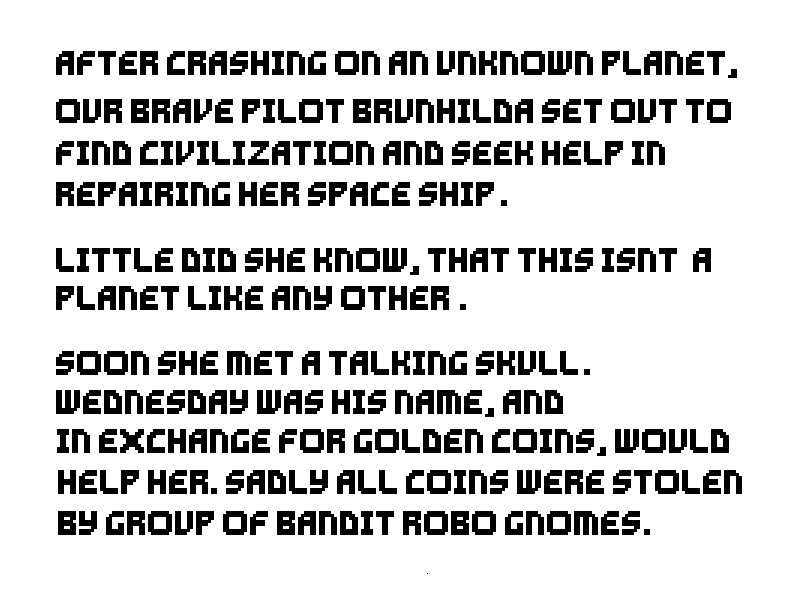 AFTER CRASHING ON AN UNKNOWN PLANET,
OUR BRAVE PILOT BRUNHILDA SET OUT TO
FIND CIVILIZATION AND SEEK HELP IN
REPAIRING HER SPACE SHIP.
LITTLE DID SHE KNOW, THAT THIS ISNT A
PLANET LIKE ANY OTHER .
SOON SHE MET A TALKING SKULL.
WEDNESDAY WAS HIS NAME, AND
IN EXCHANGE FOR GOLDEN COINS, WOULD
HELP HER. SADLY ALL COINS WERE STOLEN
BY GROUP OF BANDIT ROBO GNOMES.